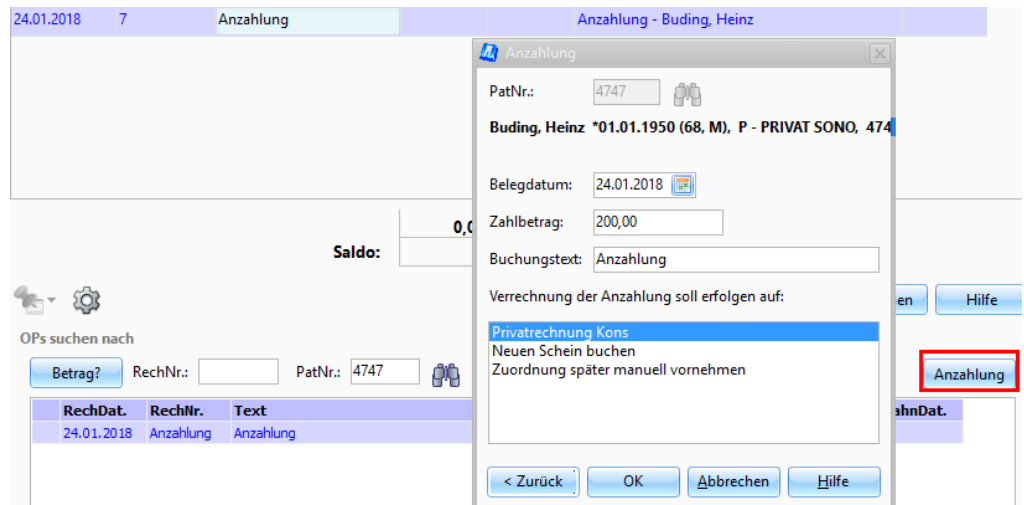 24.01.2018 7 Anzahlung Anzahlung - Buding, Heinz
Anzahlung
PatNr.: 4747
Buding, Heinz *01.01.1950 (68, M), P - PRIVAT SONO, 474
Belegdatum: 24.01.2018
Zahlbetrag: 200,00
Buchungstext: Anzahlung
Verrechnung der Anzahlung soll erfolgen auf:
Privatrechnung Kons
Neuen Schein buchen
Zuordnung später manuell vornehmen
< Zurück OK Abbrechen Hilfe
0,0
Saldo:
en Hilfe
OPs suchen nach
Betrag? RechNr.: PatNr.: 4747 Anzahlung
RechDat. RechNr. Text ahnDat.
24.01.2018 Anzahlung Anzahlung